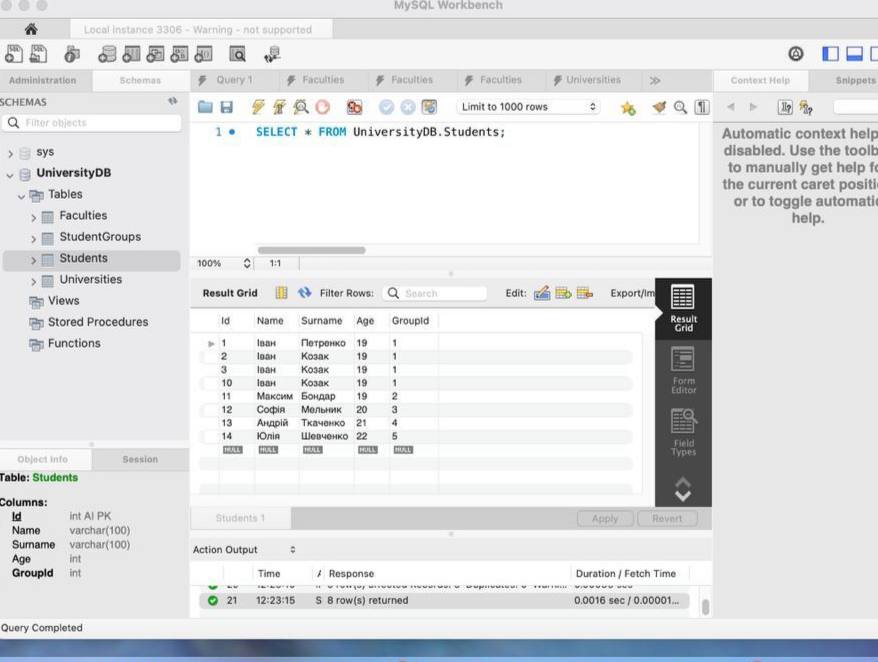 MySQL Workbench
Local instance 3306 - Warning - not supported
Administration
Schemas
Query 1
Faculties
Faculties
Faculties
Universities
Context Help
Snippets
SCHEMAS
Filter objects
sys
UniversityDB
Tables
Faculties
StudentGroups
Students
Universities
Views
Stored Procedures
Functions
Limit to 1000 rows
1 SELECT * FROM UniversityDB.Students;
100% 1:1
Automatic context help
disabled. Use the toolb
to manually get help fo
the current caret positi
or to toggle automatic
help.
Result Grid Filter Rows: Search Edit: Export/Im
Id Name Surname Age GroupId
1 Іван Петренко 19 1
2 Іван Козак 19 1
3 Іван Козак 19 1
10 Іван Козак 19 1
11 Максим Бондар 19 2
12 Софія Мельник 20 3
13 Андрій Ткаченко 21 4
14 Юлія Шевченко 22 5
NULL NULL NULL NULL NULL
Result
Grid
Form
Editor
Field
Types
Object Info
Session
Table: Students
Columns:
Id int AI PK
Name varchar(100)
Surname varchar(100)
Age int
GroupId int
Students 1
Apply
Revert
Action Output
Time Response Duration / Fetch Time
21 12:23:15 S 8 row(s) returned 0.0016 sec / 0.00001...
Query Completed